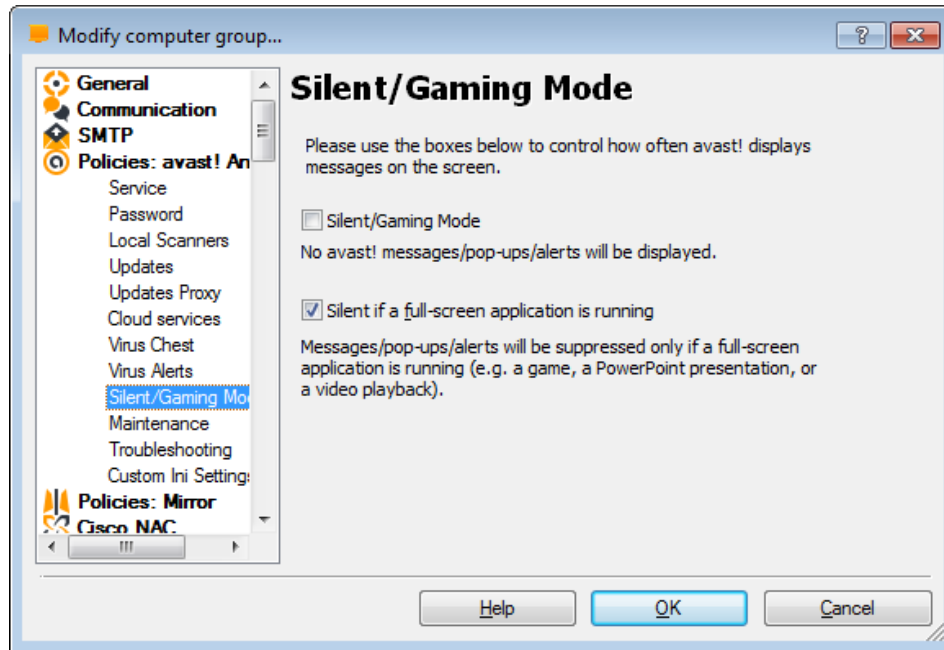 Modify computer group...
General
Communication
SMTP
Policies: avast! An
Service
Password
Local Scanners
Updates
Updates Proxy
Cloud services
Virus Chest
Virus Alerts
Silent/Gaming Mo
Maintenance
Troubleshooting
Custom Ini Settings
Policies: Mirror
Cisco NAC
Silent/Gaming Mode
Please use the boxes below to control how often avast! displays
messages on the screen.
Silent/Gaming Mode
No avast! messages/pop-ups/alerts will be displayed.
Silent if a full-screen application is running
Messages/pop-ups/alerts will be suppressed only if a full-screen
application is running (e.g. a game, a PowerPoint presentation, or
a video playback).
Help
OK
Cancel